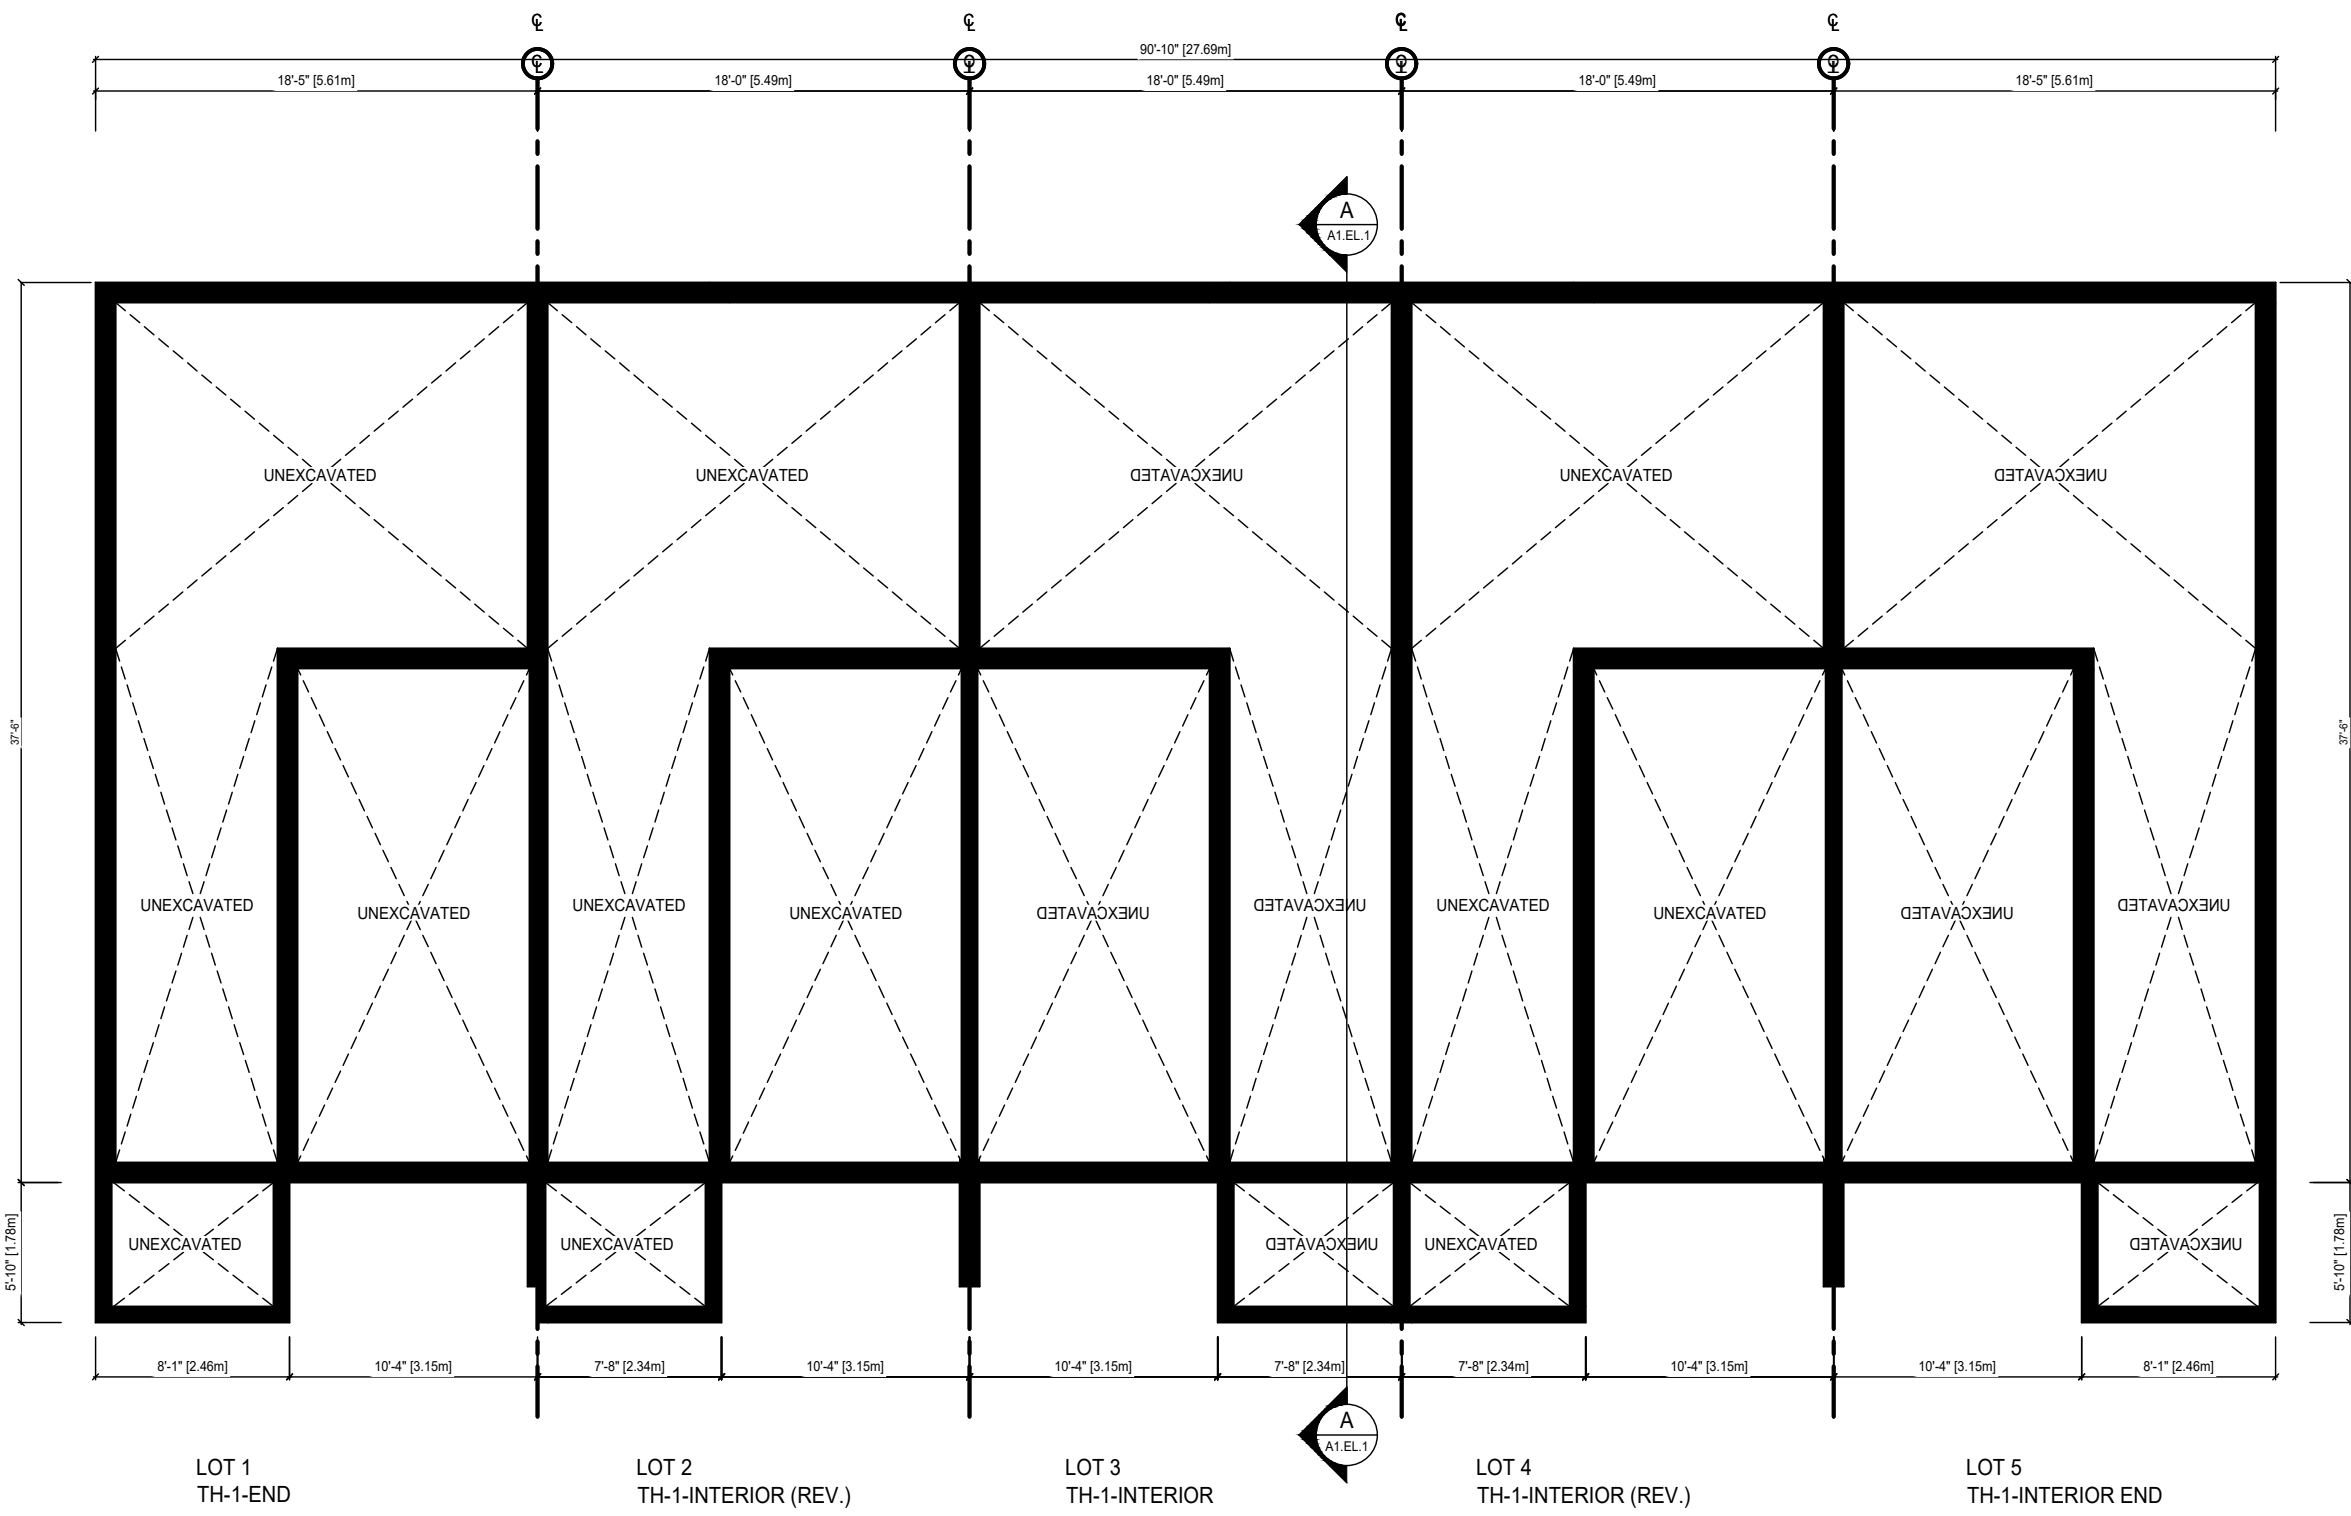 ℄ ℄ ℄ ℄
90'-10" [27.69m]
℄ ℄ ℄ ℄
18'-5" [5.61m] 18'-0" [5.49m] 18'-0" [5.49m] 18'-0" [5.49m] 18'-5" [5.61m]
A
A1.EL.1
UNEXCAVATED UNEXCAVATED UNEXCAVATED UNEXCAVATED UNEXCAVATED
37'-6" 37'-6"
UNEXCAVATED UNEXCAVATED UNEXCAVATED UNEXCAVATED UNEXCAVATED UNEXCAVATED UNEXCAVATED UNEXCAVATED UNEXCAVATED UNEXCAVATED
UNEXCAVATED UNEXCAVATED UNEXCAVATED UNEXCAVATED UNEXCAVATED
5'-10" [1.78m] 5'-10" [1.78m]
8'-1" [2.46m] 10'-4" [3.15m] 7'-8" [2.34m] 10'-4" [3.15m] 10'-4" [3.15m] 7'-8" [2.34m] 7'-8" [2.34m] 10'-4" [3.15m] 10'-4" [3.15m] 8'-1" [2.46m]
A
A1.EL.1
LOT 1
TH-1-END
LOT 2
TH-1-INTERIOR (REV.)
LOT 3
TH-1-INTERIOR
LOT 4
TH-1-INTERIOR (REV.)
LOT 5
TH-1-INTERIOR END